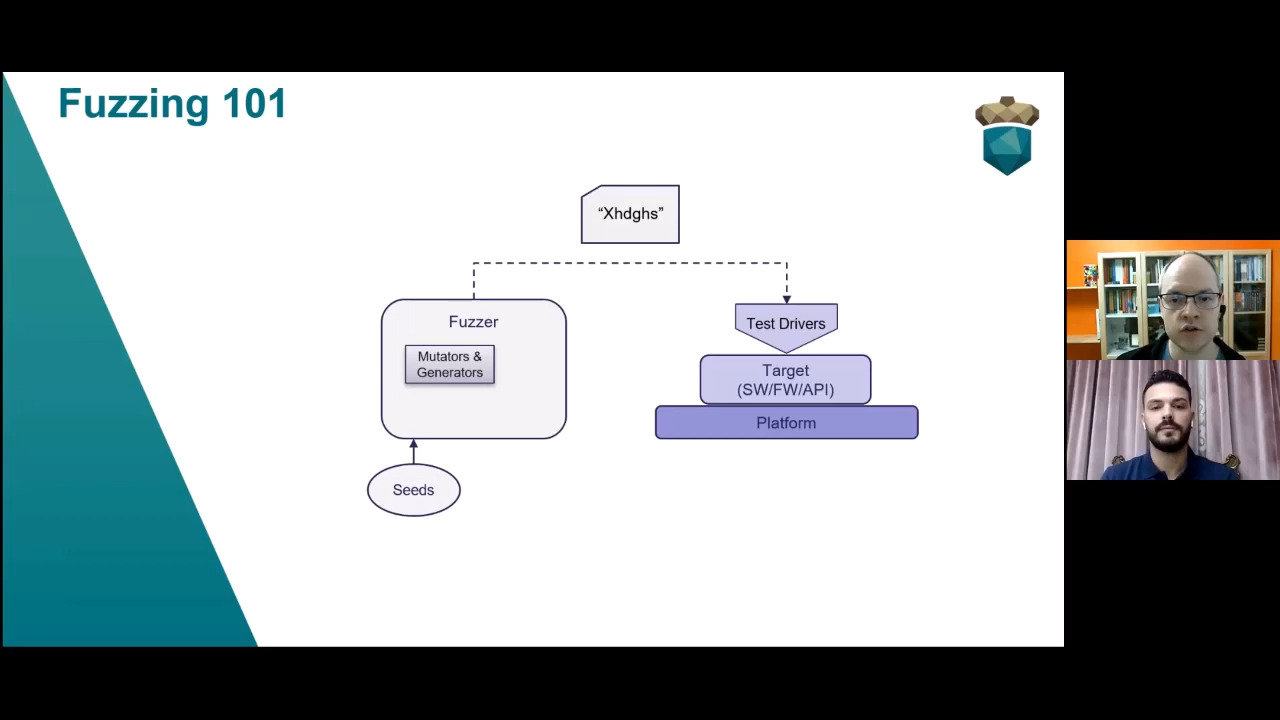 Fuzzing 101
“Xhdghs”
Fuzzer
Mutators &
Generators
Seeds
Test Drivers
Target
(SW/FW/API)
Platform